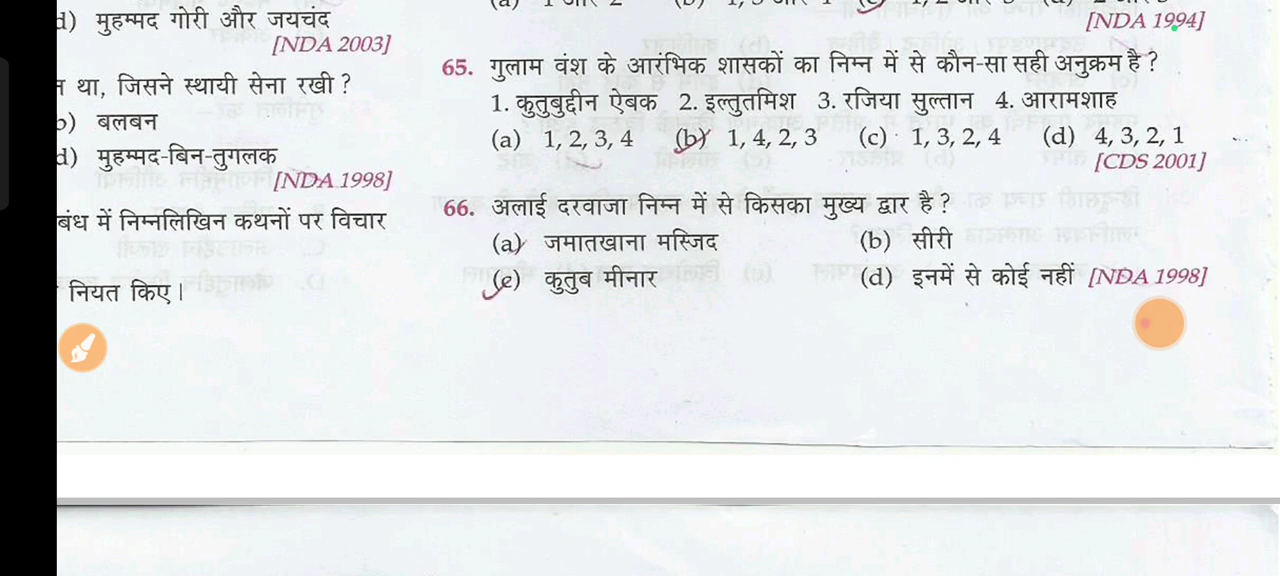 d) मुहम्मद गोरी और जयचंद
[NDA 2003]
था, जिसने स्थायी सेना रखी ?
b) बलबन
d) मुहम्मद-बिन-तुगलक
[NDA 1998]
बंध में निम्नलिखिन कथनों पर विचार
नियत किए।
[NDA 1994]
65. गुलाम वंश के आरंभिक शासकों का निम्न में से कौन-सा सही अनुक्रम है ?
1. कुतुबुद्दीन ऐबक 2. इल्तुतमिश 3. रजिया सुल्तान 4. आरामशाह
(a) 1, 2, 3, 4 (b) 1, 4, 2, 3 (c) 1, 3, 2, 4 (d) 4, 3, 2, 1
[CDS 2001]
66. अलाई दरवाजा निम्न में से किसका मुख्य द्वार है ?
(a) जमातखाना मस्जिद (b) सीरी
(c) कुतुब मीनार (d) इनमें से कोई नहीं [NDA 1998]